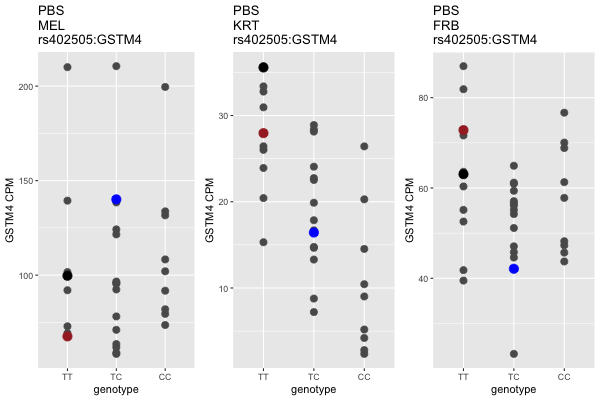 PBS
MEL
rs402505:GSTM4
GSTM4 CPM
200
150
100
TT
TC
CC
genotype
PBS
KRT
rs402505:GSTM4
GSTM4 CPM
30
20
10
TT
TC
CC
genotype
PBS
FRB
rs402505:GSTM4
GSTM4 CPM
80
60
40
TT
TC
CC
genotype